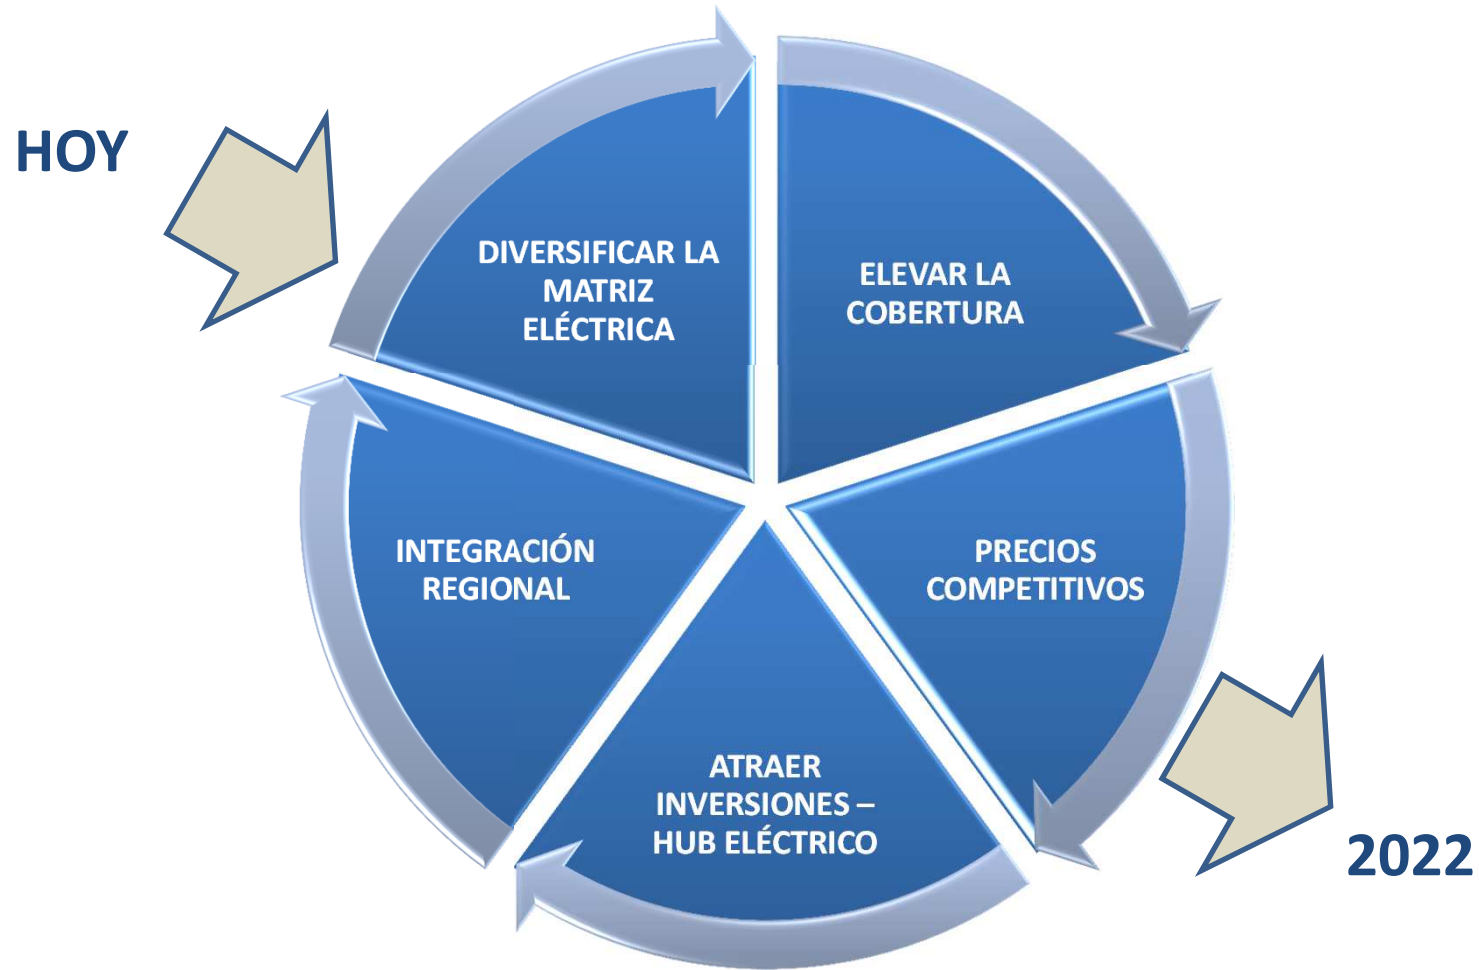 HOY
DIVERSIFICAR LA
MATRIZ
ELÉCTRICA
ELEVAR LA
COBERTURA
PRECIOS
COMPETITIVOS
ATRAER
INVERSIONES –
HUB ELÉCTRICO
INTEGRACIÓN
REGIONAL
2022